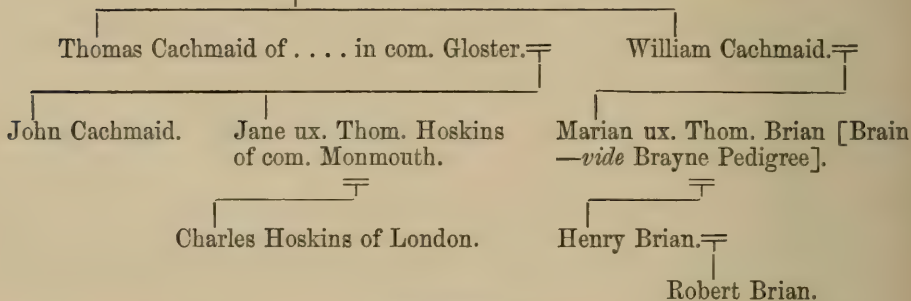 Thomas Cachmaid of .... in com. Gloster.
William Cachmaid.
John Cachmaid.
Jane ux. Thom. Hoskins
of com. Monmouth.
Marian ux. Thom. Brian [Brain
—vide Brayne Pedigree].
Charles Hoskins of London.
Henry Brian.
Robert Brian.